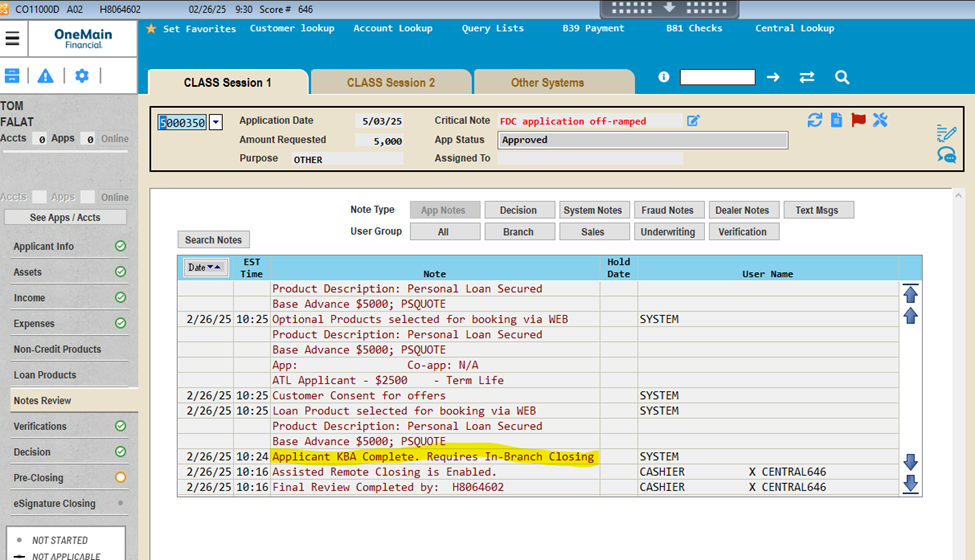 CO11000D A02 H8064602 02/26/25 9:30 Score # 646
OneMain
Financial.
Set Favorites Customer lookup Account Lookup Query Lists B39 Payment B81 Checks Central Lookup
CLASS Session 1 CLASS Session 2 Other Systems
TOM
FALAT
Accts 0 Apps 0 Online
Accts Apps Online
See Apps / Accts
Applicant Info
Assets
Income
Expenses
Non-Credit Products
Loan Products
Notes Review
Verifications
Decision
Pre-Closing
eSignature Closing
NOT STARTED
NOT APPLICABLE
5000350 Application Date 5/03/25 Critical Note FDC application off-ramped
Amount Requested 5,000 App Status Approved
Purpose OTHER Assigned To
Note Type App Notes Decision System Notes Fraud Notes Dealer Notes Text Msgs
User Group All Branch Sales Underwriting Verification
Search Notes
Date EST Time Note Hold Date User Name
Product Description: Personal Loan Secured
Base Advance $5000; PSQUOTE
2/26/25 10:25 Optional Products selected for booking via WEB SYSTEM
Product Description: Personal Loan Secured
Base Advance $5000; PSQUOTE
App: Co-app: N/A
ATL Applicant - $2500 - Term Life
2/26/25 10:25 Customer Consent for offers SYSTEM
2/26/25 10:25 Loan Product selected for booking via WEB SYSTEM
Product Description: Personal Loan Secured
Base Advance $5000; PSQUOTE
2/26/25 10:24 Applicant KBA Complete. Requires In-Branch Closing SYSTEM
2/26/25 10:16 Assisted Remote Closing is Enabled. CASHIER X CENTRAL646
2/26/25 10:16 Final Review Completed by: H8064602 CASHIER X CENTRAL646